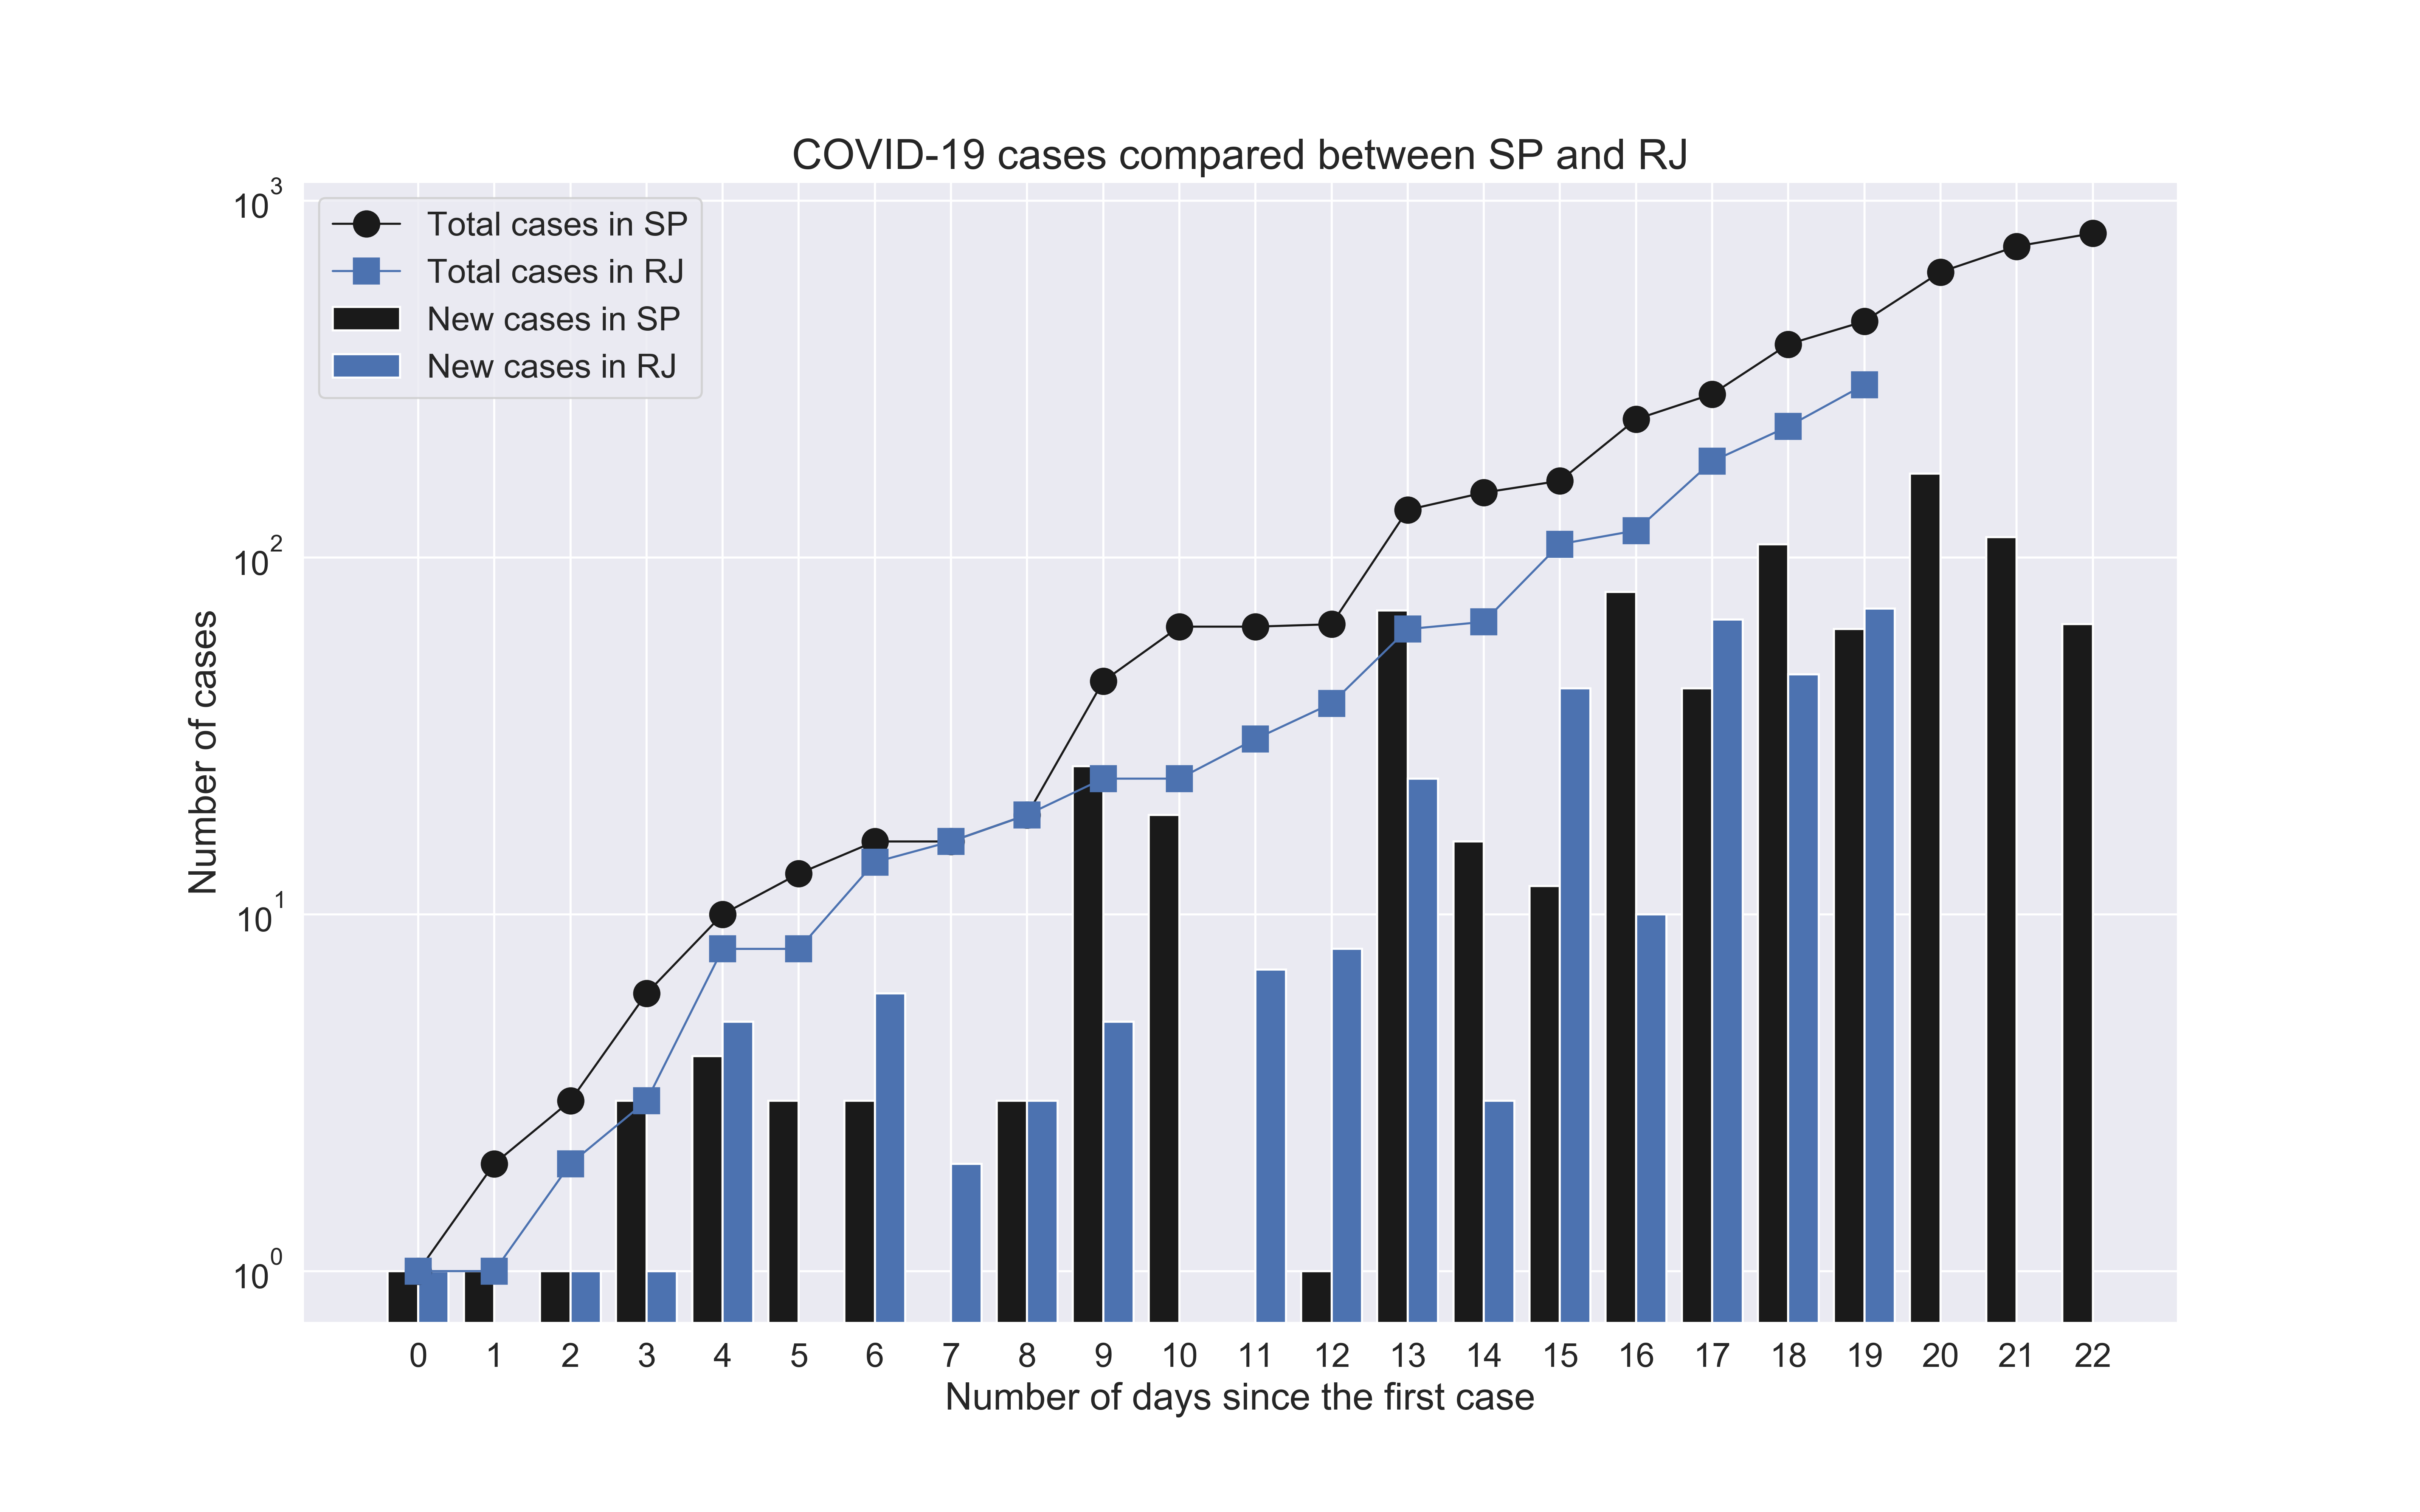 COVID-19 cases compared between SP and RJ
Total cases in SP
Total cases in RJ
New cases in SP
New cases in RJ
Number of cases
10^3
10^2
10^1
10^0
0 1 2 3 4 5 6 7 8 9 10 11 12 13 14 15 16 17 18 19 20 21 22
Number of days since the first case